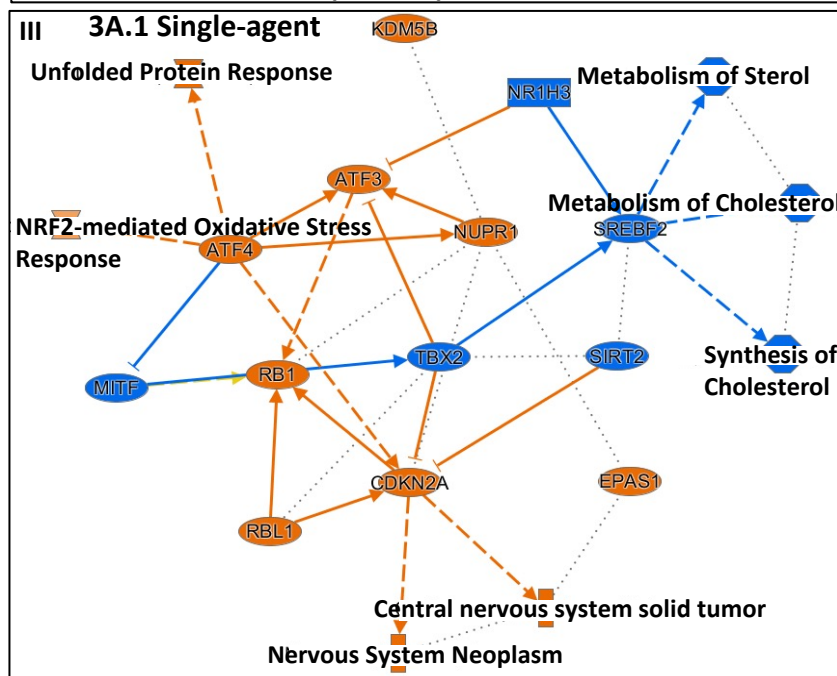 III
3A.1 Single-agent
KDM5B
Unfolded Protein Response
Metabolism of Sterol
NR1H3
ATF3
Metabolism of Cholesterol
NRF2-mediated Oxidative Stress
Response
ATF4
NUPR1
SREBF2
MITF
RB1
TBX2
SIRT2
Synthesis of
Cholesterol
CDKN2A
EPAS1
RBL1
Central nervous system solid tumor
Nervous System Neoplasm